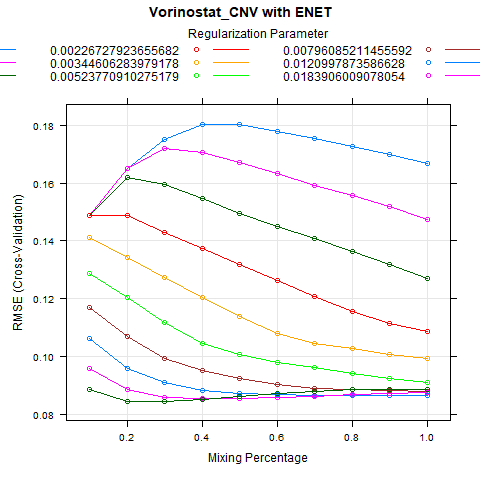 Vorinostat_CNV with ENET
Regularization Parameter
0.00226727923655682 0.00796085211455592
0.00344606283979178 0.0120997873586628
0.00523770910275179 0.0183906009078054
RMSE (Cross-Validation)
0.18
0.16
0.14
0.12
0.10
0.08
0.2 0.4 0.6 0.8 1.0
Mixing Percentage